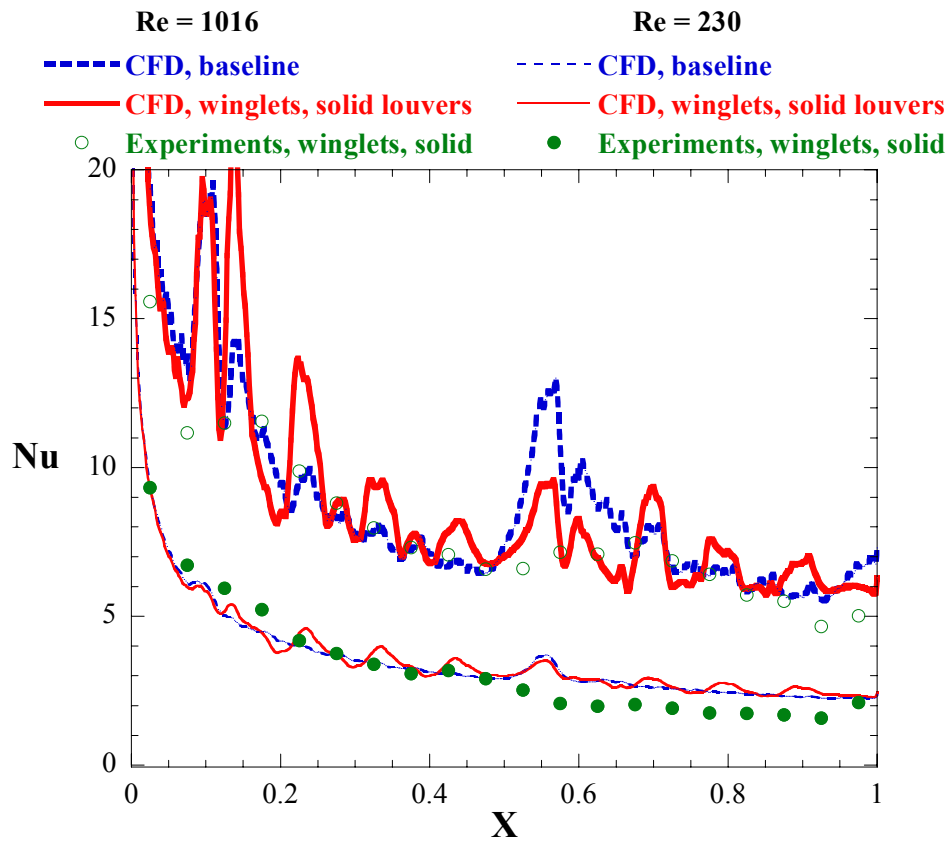 Re = 1016 Re = 230
CFD, baseline CFD, baseline
CFD, winglets, solid louvers CFD, winglets, solid louvers
Experiments, winglets, solid Experiments, winglets, solid
20
15
Nu
10
5
0
0 0.2 0.4 0.6 0.8 1
X